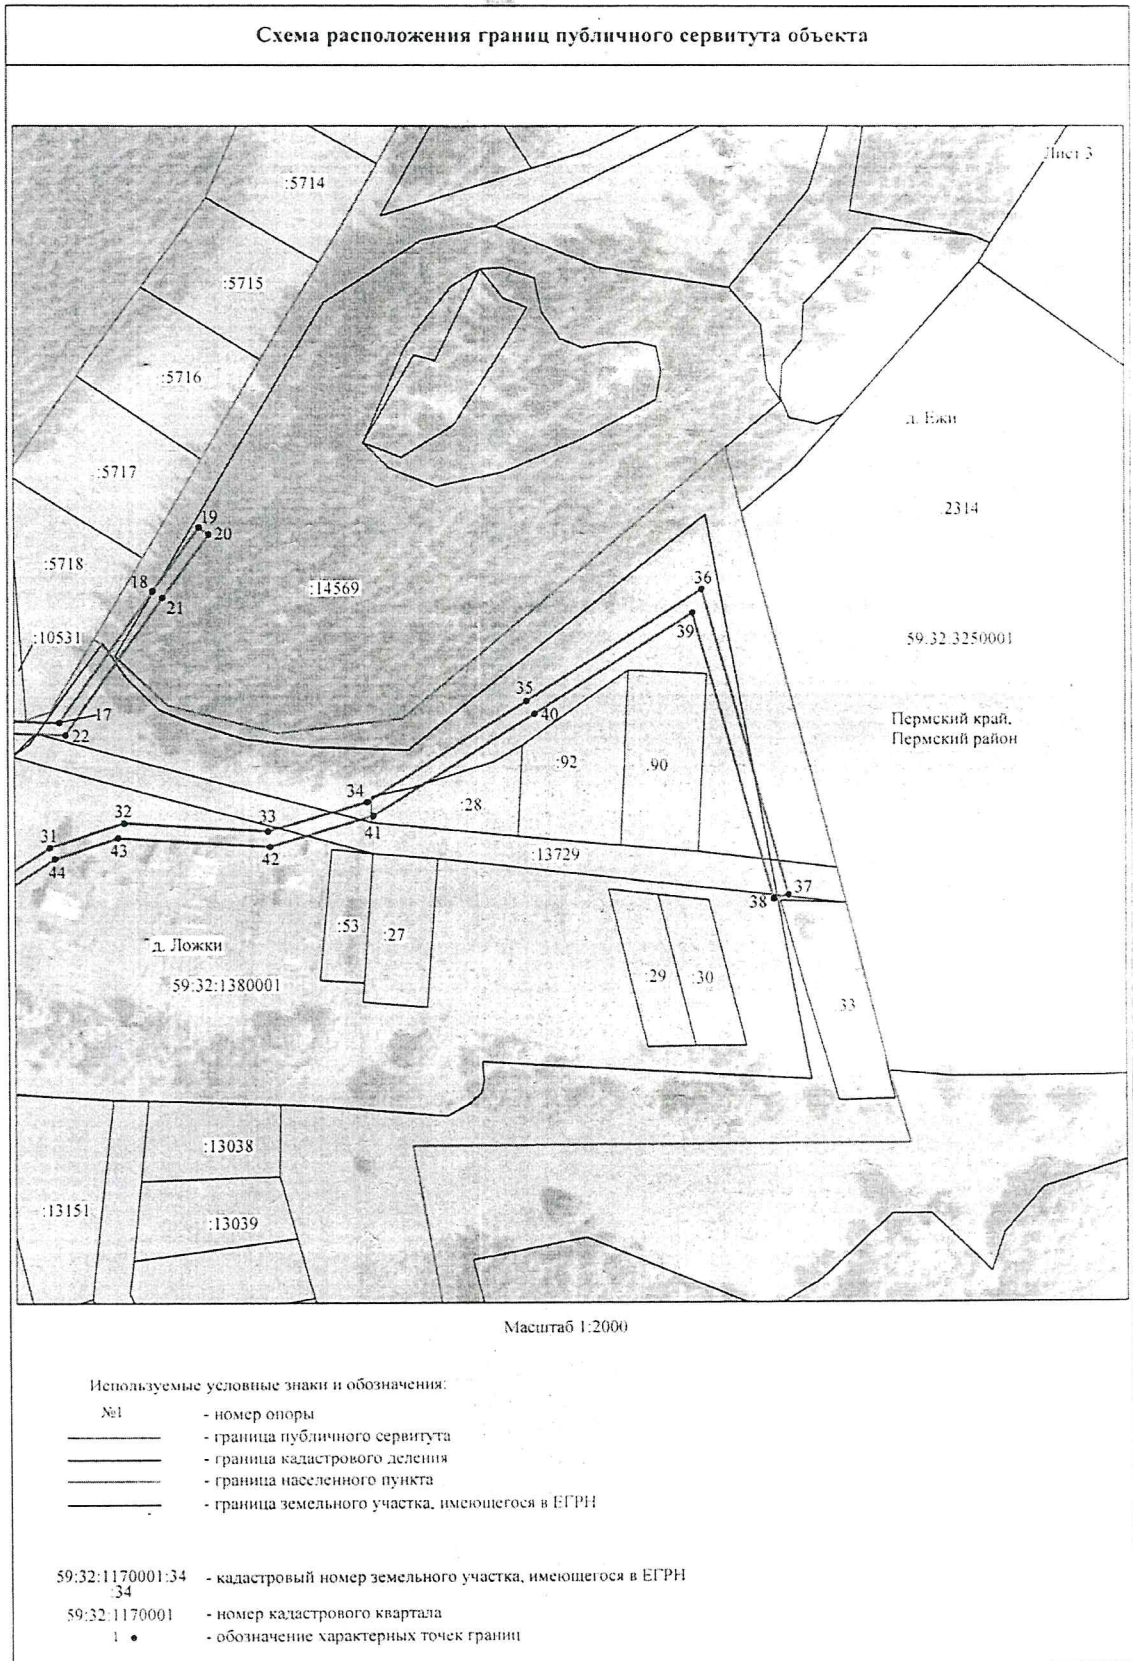 Схема расположения границ публичного сервитута объекта
Лист 3
:5714
:5715
:5716
:5717
:5718
:10531
:14569
19
20
18
21
17
22
д. Ежи
:2314
59:32:3250001
Пермский край,
Пермский район
36
39
35
40
34
41
33
42
32
43
31
44
:92
:90
:28
:13729
37
38
:53
:27
:29
:30
:33
д. Ложки
59:32:1380001
:13038
:13151
:13039
Масштаб 1:2000
Используемые условные знаки и обозначения:
№1 - номер опоры
- граница публичного сервитута
- граница кадастрового деления
- граница населенного пункта
- граница земельного участка, имеющегося в ЕГРН
59:32:1170001:34 - кадастровый номер земельного участка, имеющегося в ЕГРН
:34
59:32:1170001 - номер кадастрового квартала
1 - обозначение характерных точек границ